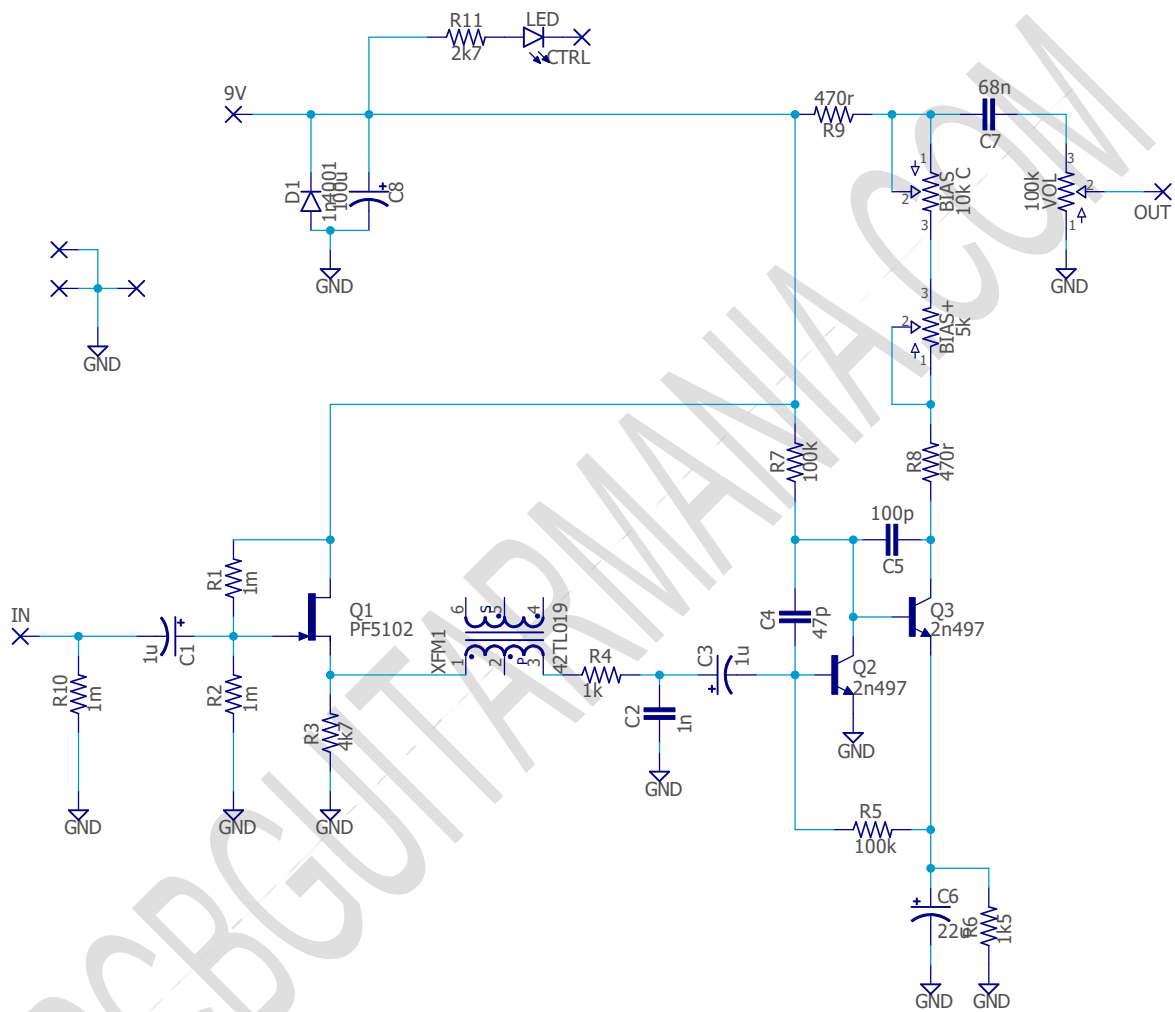 R11
LED
2k7
CTRL
9V
470r
R9
68n
C7
D1
1n4001
100u
C8
1
2
3
BIAS
10k C
3
2
1
100k
VOL
OUT
GND
GND
GND
3
2
1
BIAS+
5k
R7
100k
R8
470r
100p
C5
R1
1m
IN
Q1
PF5102
6
5
4
S
XFM1
42TL019
1
2
3
P
C4
47p
Q3
2n497
1u
C1
R4
1k
C3
1u
Q2
2n497
R10
1m
R2
1m
R3
4k7
C2
1n
GND
GND
GND
GND
GND
R5
100k
C6
22u
R6
1k5
GND
GND
PCBGUITARMANIA.COM